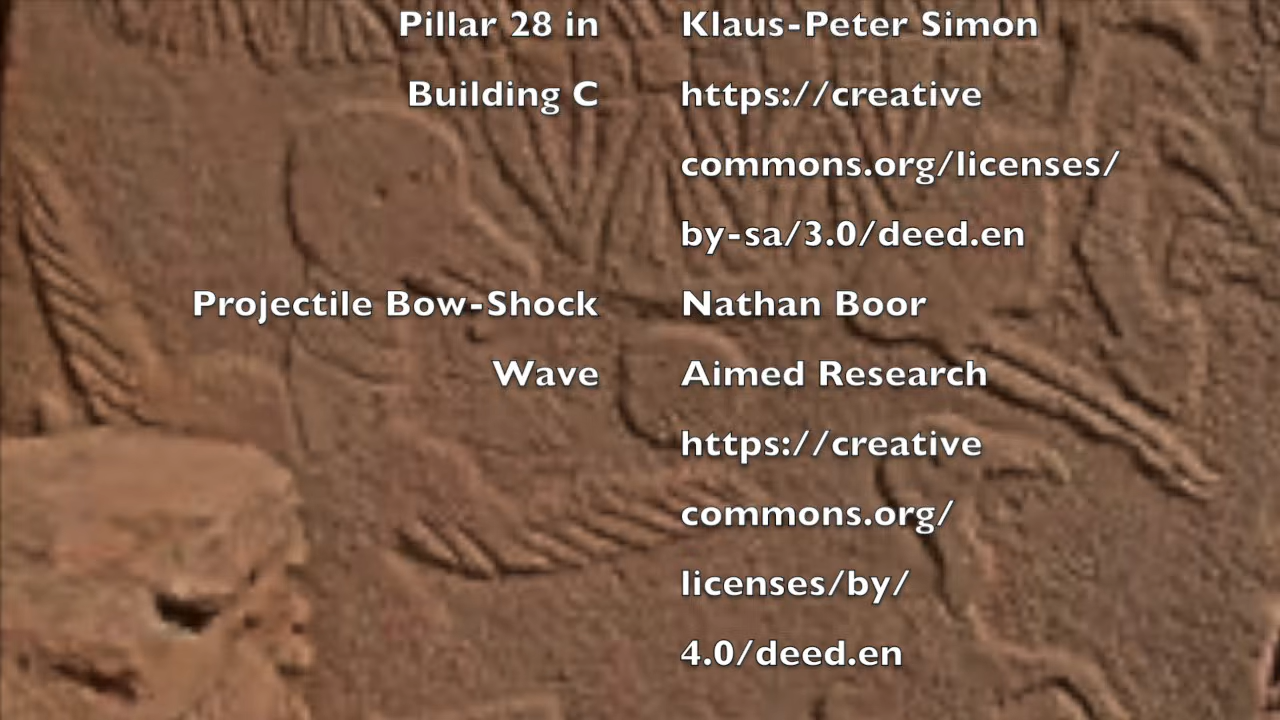 Pillar 28 in Klaus-Peter Simon
Building C https://creative
commons.org/licenses/
by-sa/3.0/deed.en
Projectile Bow-Shock Nathan Boor
Wave Aimed Research
https://creative
commons.org/
licenses/by/
4.0/deed.en